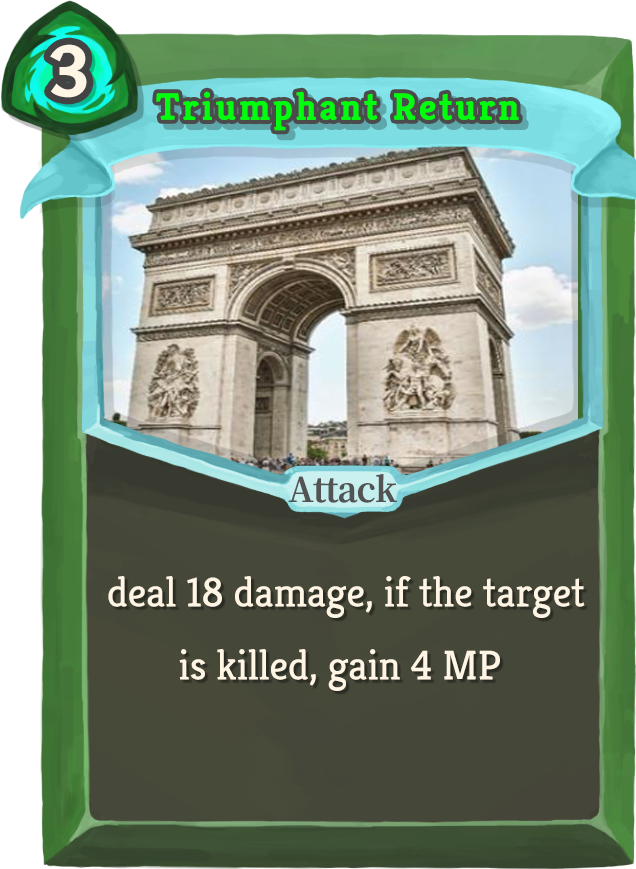 3
Triumphant Return
Attack
deal 18 damage, if the target
is killed, gain 4 MP